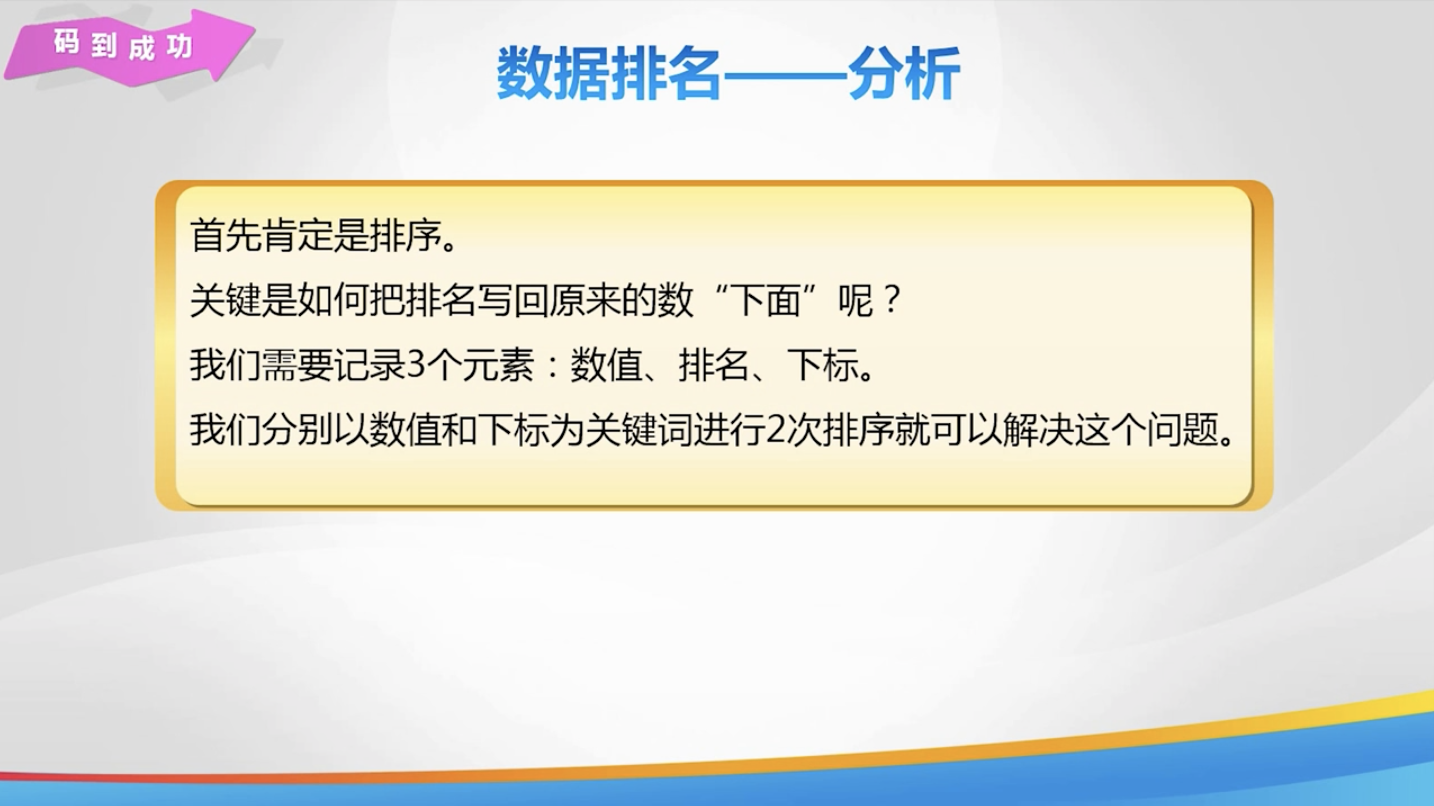 码到成功
数据排名——分析
首先肯定是排序。
关键是如何把排名写回原来的数“下面”呢？
我们需要记录3个元素：数值、排名、下标。
我们分别以数值和下标为关键词进行2次排序就可以解决这个问题。